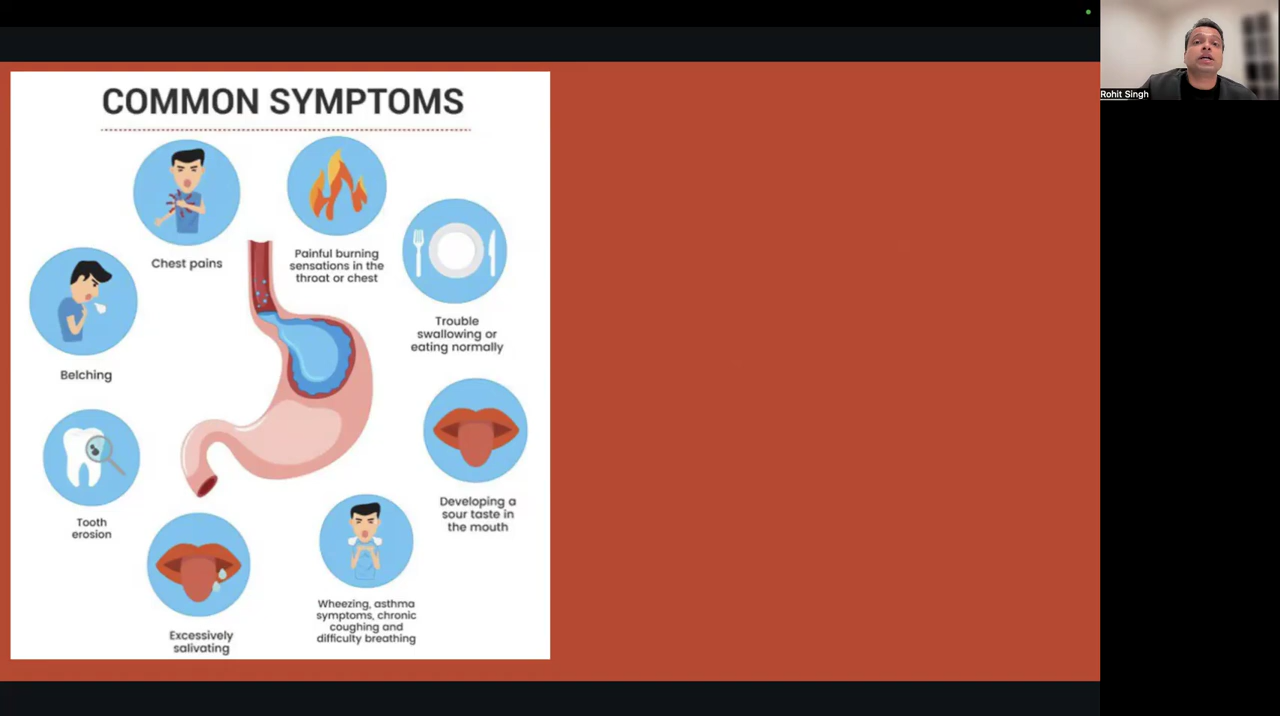 COMMON SYMPTOMS
Chest pains
Painful burning
sensations in the
throat or chest
Trouble
swallowing or
eating normally
Belching
Developing a
sour taste in
the mouth
Tooth
erosion
Wheezing, asthma
symptoms, chronic
coughing and
difficulty breathing
Excessively
salivating
Rohit Singh